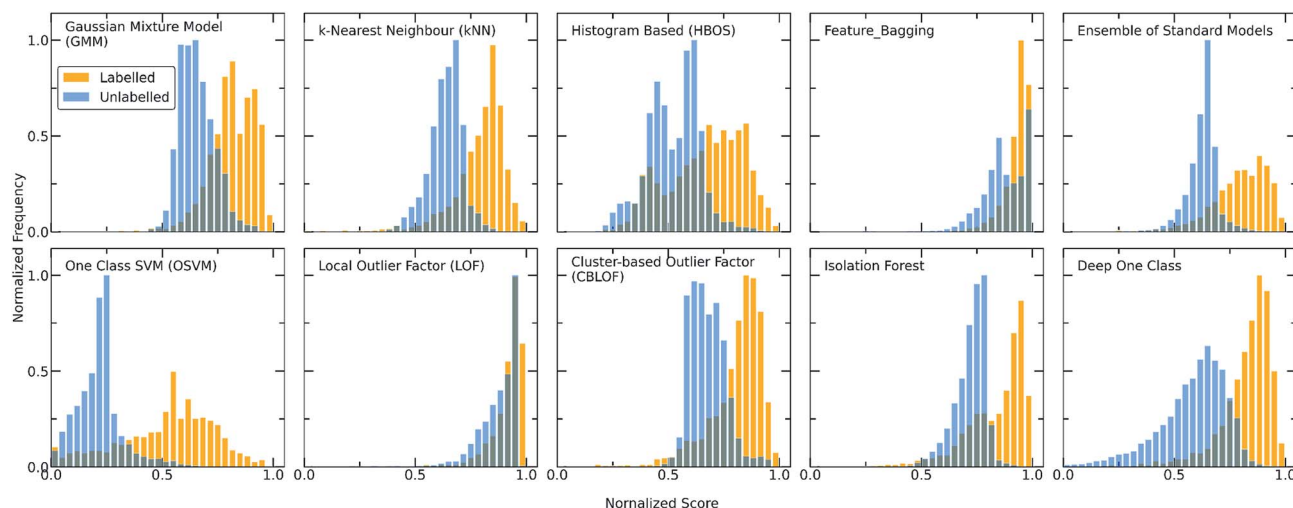 Gaussian Mixture Model
(GMM)
k-Nearest Neighbour (kNN)
Histogram Based (HBOS)
Feature_Bagging
Ensemble of Standard Models
Labelled
Unlabelled
1.0
0.5
0.0
One Class SVM (OSVM)
Local Outlier Factor (LOF)
Cluster-based Outlier Factor
(CBLOF)
Isolation Forest
Deep One Class
1.0
0.5
0.0
0.0 0.5 1.0 0.5 1.0 0.5 1.0 0.5 1.0 0.5 1.0
Normalized Frequency
Nornalized Score